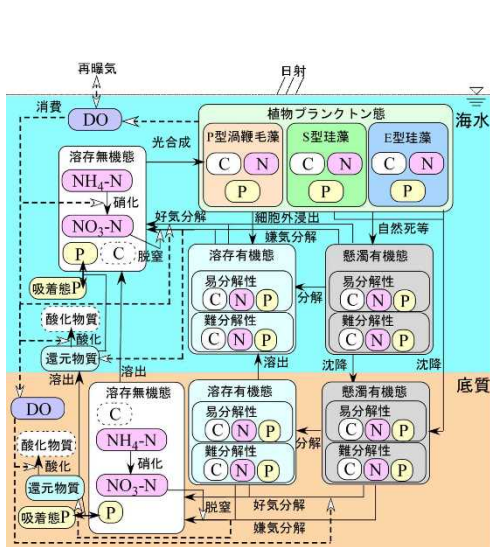 再曝気
日射
消費
DO
海水
植物プランクトン態
P型渦鞭毛藻
S型珪藻
E型珪藻
C N P
C N P
C N P
光合成
溶存無機態
NH₄-N
硝化
NO₃-N
P C
脱窒
吸着態P
好気分解
細胞外浸出
嫌気分解
自然死等
溶存有機態
易分解性
C N P
難分解性
C N P
分解
懸濁有機態
易分解性
C N P
難分解性
C N P
酸化物質
酸化
還元物質
溶出
溶出
溶出
沈降
沈降
底質
DO
酸化物質
酸化
還元物質
吸着態P
溶存無機態
C
NH₄-N
硝化
NO₃-N
P
脱窒
溶存有機態
易分解性
C N P
難分解性
C N P
分解
懸濁有機態
易分解性
C N P
難分解性
C N P
好気分解
嫌気分解